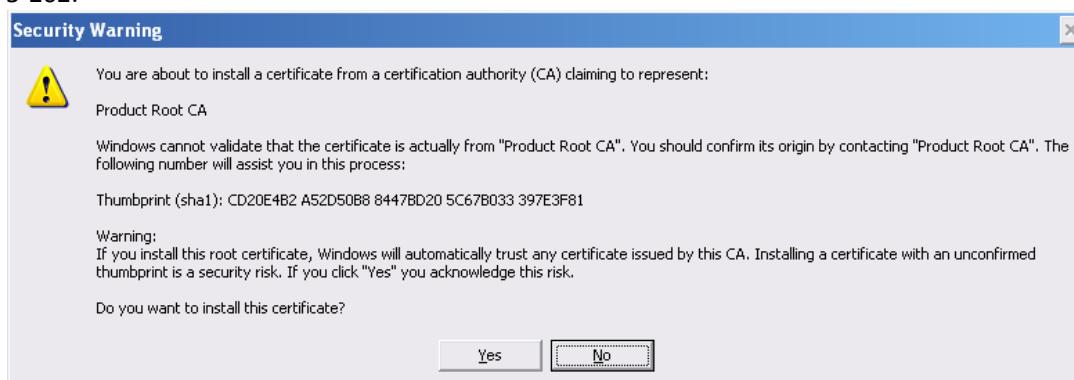 Security Warning
You are about to install a certificate from a certification authority (CA) claiming to represent:
Product Root CA
Windows cannot validate that the certificate is actually from "Product Root CA". You should confirm its origin by contacting "Product Root CA". The
following number will assist you in this process:
Thumbprint (sha1): CD20E4B2 A52D50B8 8447BD20 5C67B033 397E3F81
Warning:
If you install this root certificate, Windows will automatically trust any certificate issued by this CA. Installing a certificate with an unconfirmed
thumbprint is a security risk. If you click "Yes" you acknowledge this risk.
Do you want to install this certificate?
Yes
No